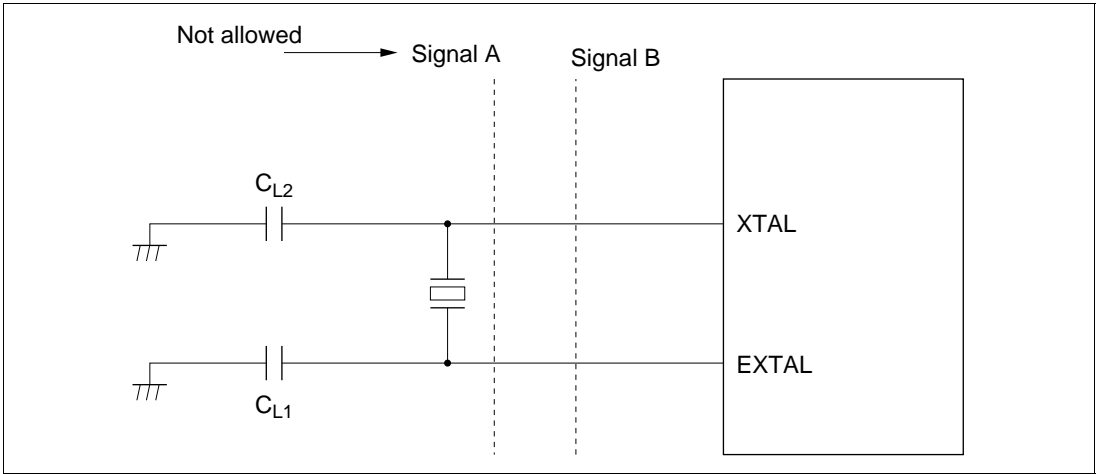 Not allowed
Signal A
Signal B
CL2
XTAL
EXTAL
CL1